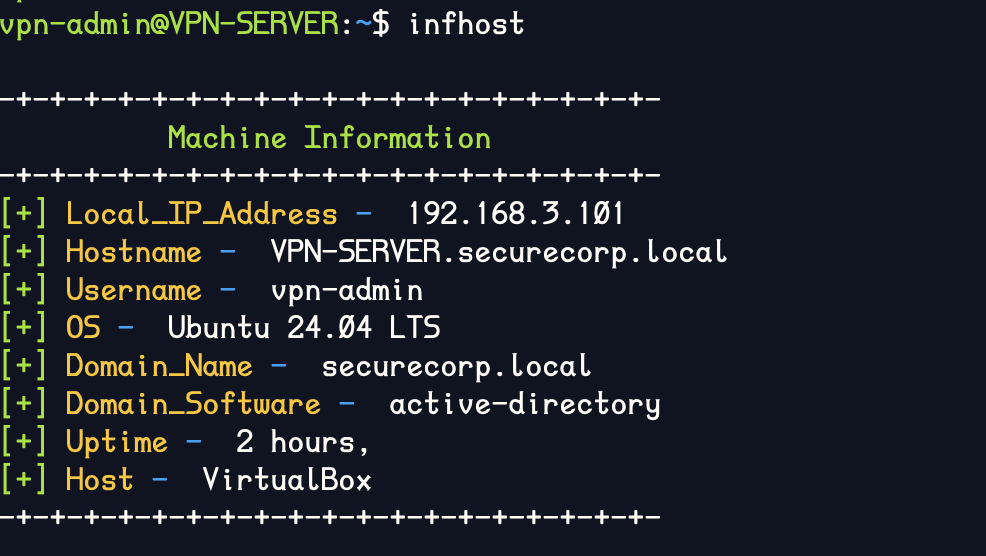 vpn-admin@VPN-SERVER:~$ infhost
-+-+-+-+-+-+-+-+-+-+-+-+-+-+-+-+-+-+-+-
Machine Information
-+-+-+-+-+-+-+-+-+-+-+-+-+-+-+-+-+-+-+-
[+] Local_IP_Address - 192.168.3.101
[+] Hostname - VPN-SERVER.securecorp.local
[+] Username - vpn-admin
[+] OS - Ubuntu 24.04 LTS
[+] Domain_Name - securecorp.local
[+] Domain_Software - active-directory
[+] Uptime - 2 hours,
[+] Host - VirtualBox
-+-+-+-+-+-+-+-+-+-+-+-+-+-+-+-+-+-+-+-